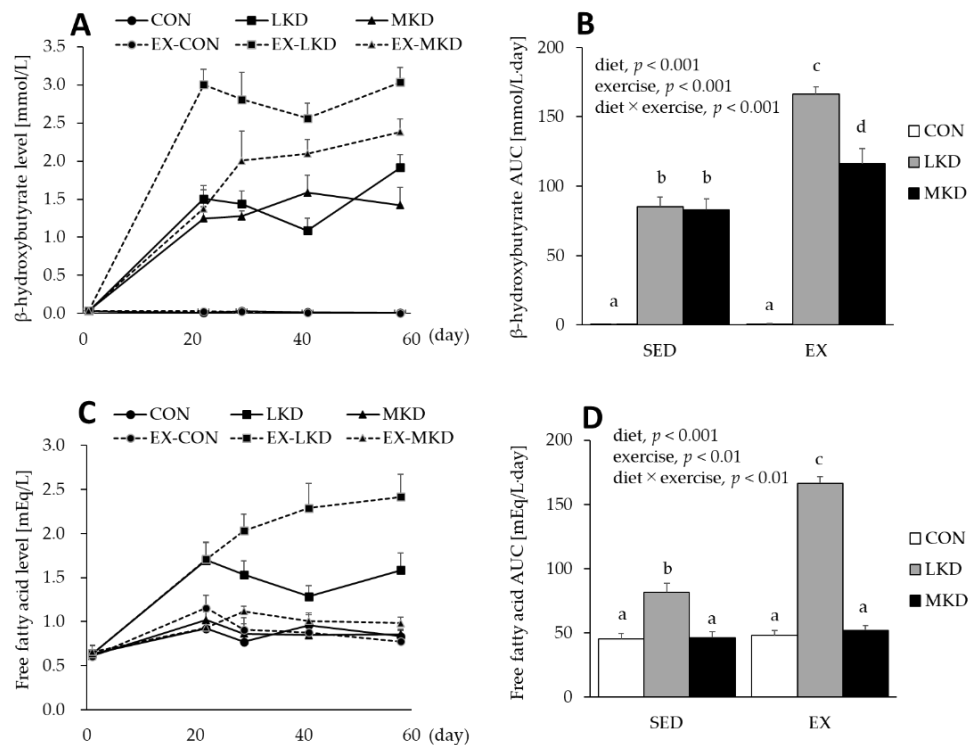 A
CON LKD MKD
EX-CON EX-LKD EX-MKD
β-hydroxybutyrate level [mmol/L]
3.5
3.0
2.5
2.0
1.5
1.0
0.5
0.0
0 20 40 60 (day)
B
β-hydroxybutyrate AUC [mmol/L·day]
200
150
100
50
0
diet, p < 0.001
exercise, p < 0.001
diet × exercise, p < 0.001
a b b a c d
SED EX
CON
LKD
MKD
C
CON LKD MKD
EX-CON EX-LKD EX-MKD
Free fatty acid level [mEq/L]
3.0
2.5
2.0
1.5
1.0
0.5
0.0
0 20 40 60 (day)
D
Free fatty acid AUC [mEq/L·day]
200
150
100
50
0
diet, p < 0.001
exercise, p < 0.01
diet × exercise, p < 0.01
a b a a c a
SED EX
CON
LKD
MKD